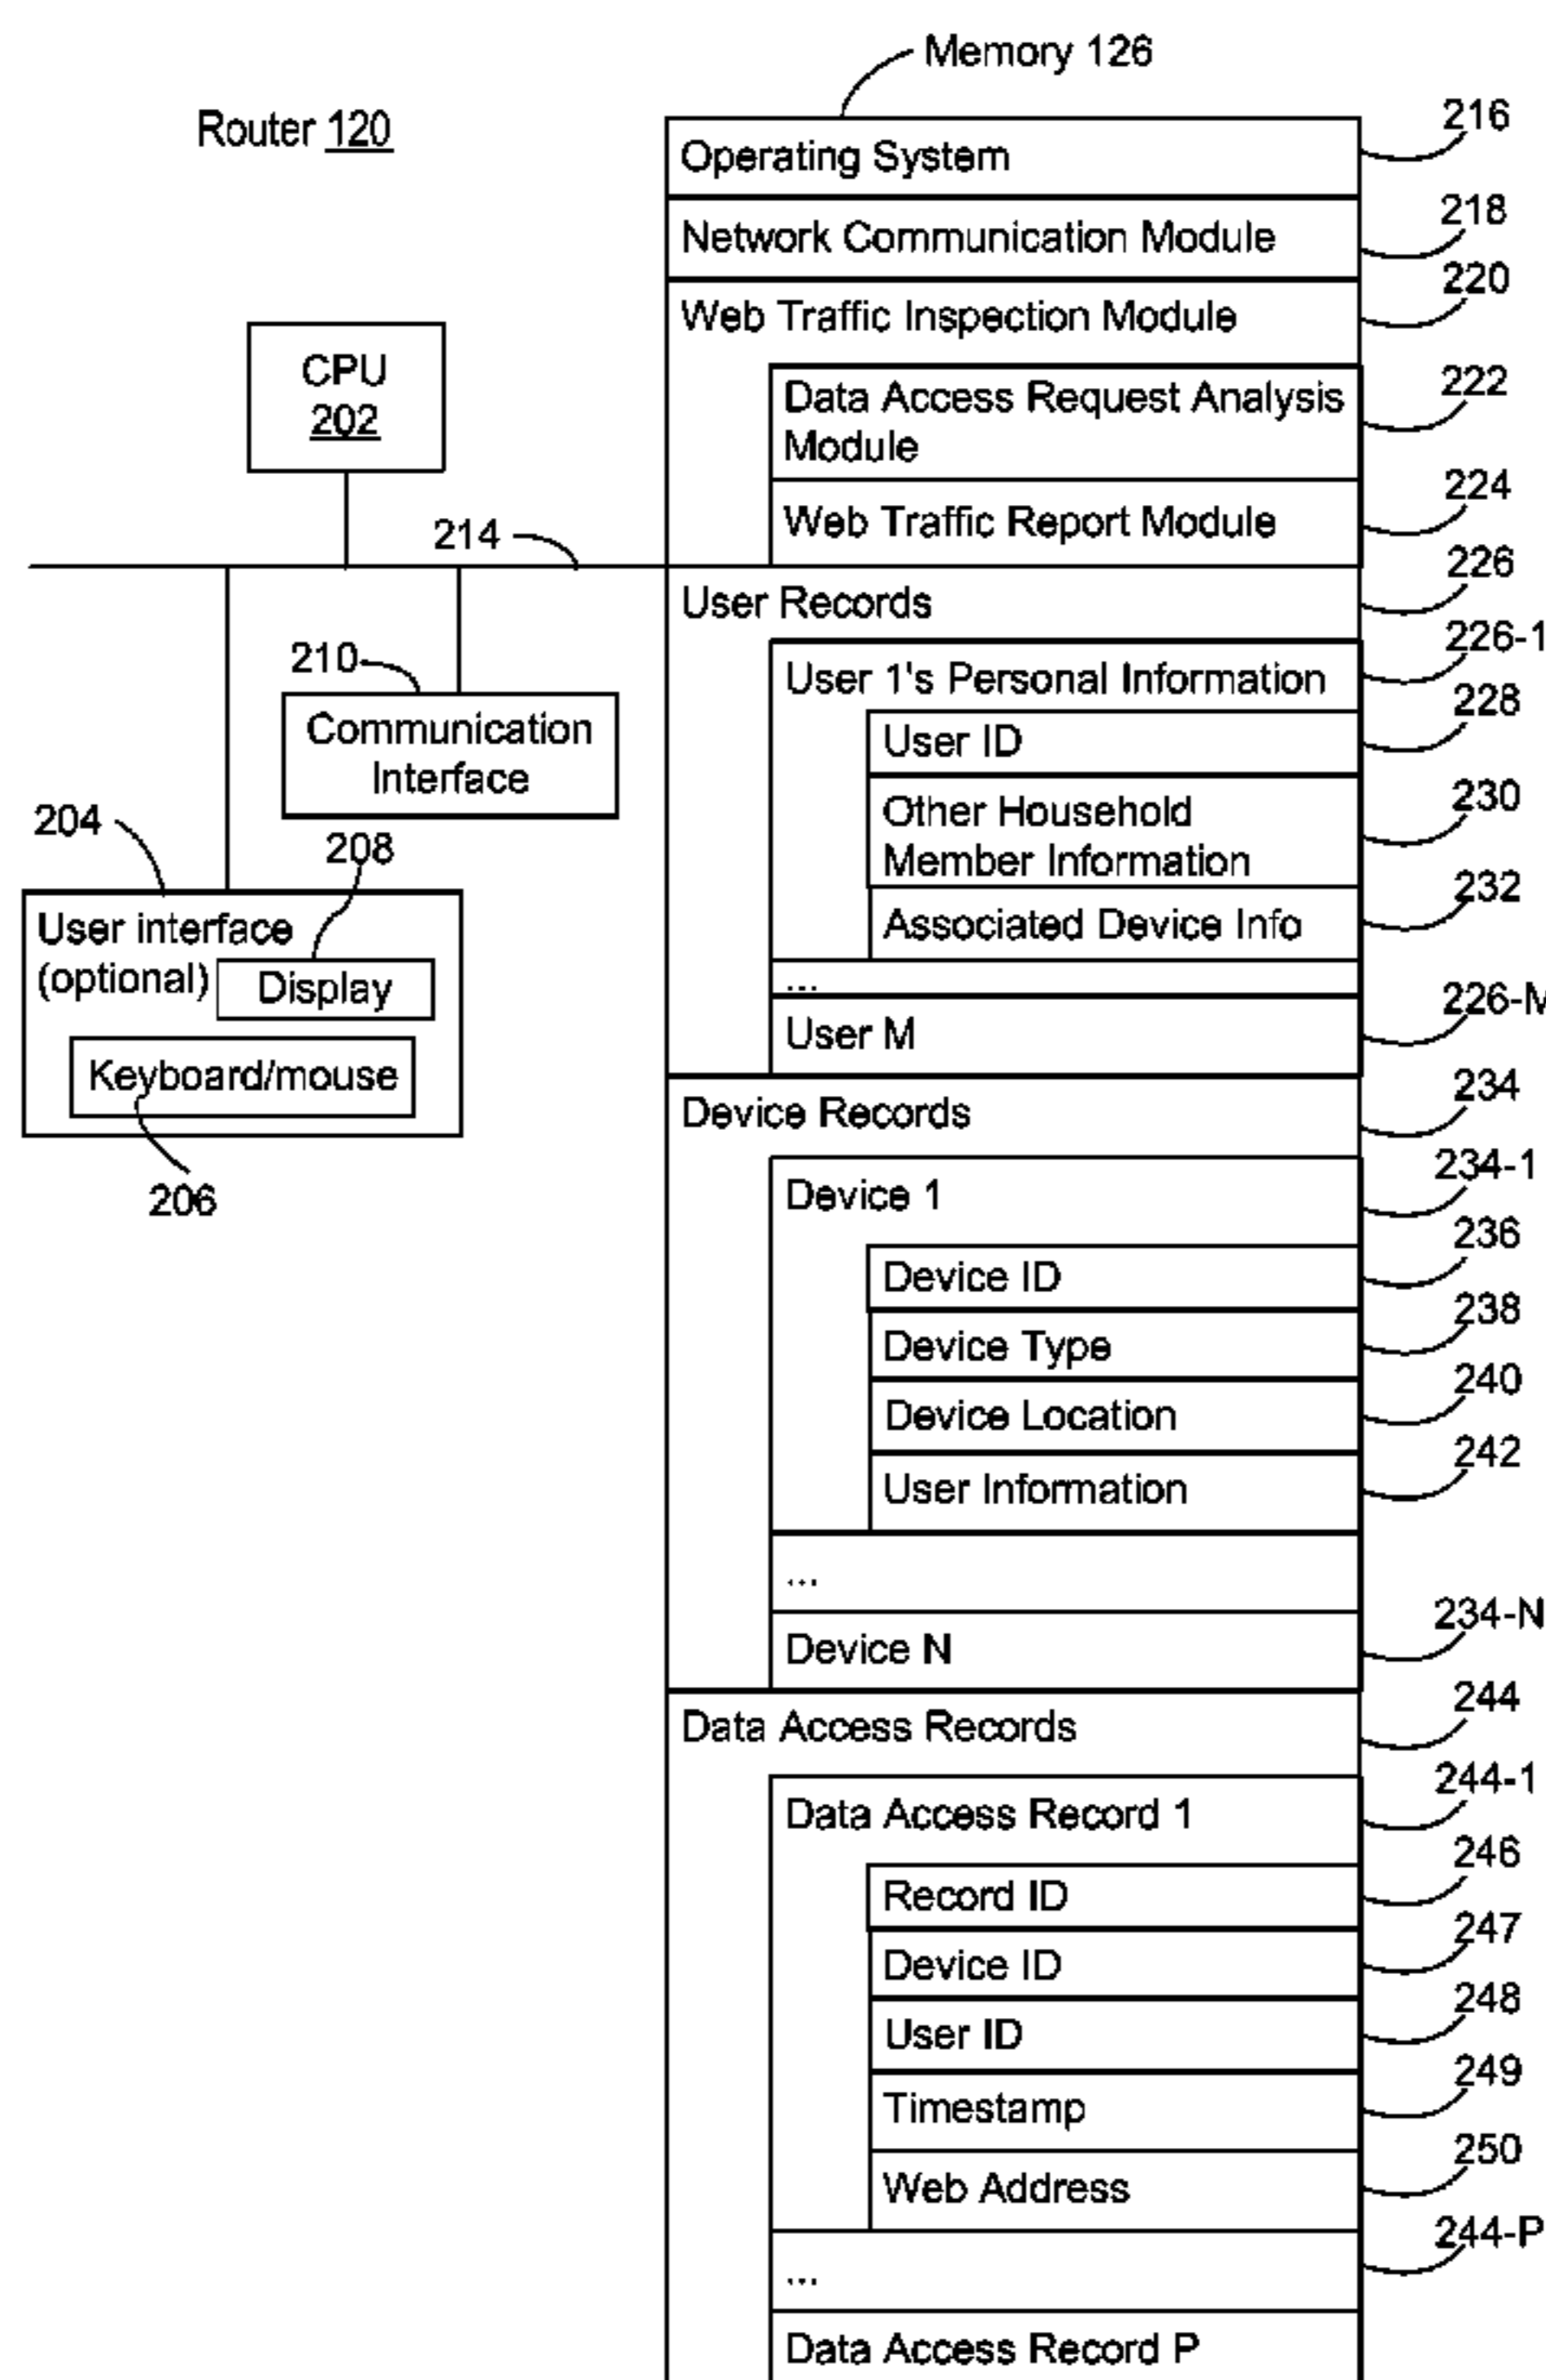 Memory 126
Router 120
Operating System
216
Network Communication Module
218
Web Traffic Inspection Module
220
CPU
202
Data Access Request Analysis
Module
222
Web Traffic Report Module
224
214
User Records
226
210
User 1's Personal Information
226-1
Communication
Interface
User ID
228
204
208
Other Household
Member Information
230
User interface
(optional)
Display
Associated Device Info
232
...
Keyboard/mouse
User M
226-M
206
Device Records
234
Device 1
234-1
Device ID
236
Device Type
238
Device Location
240
User Information
242
...
Device N
234-N
Data Access Records
244
Data Access Record 1
244-1
Record ID
246
Device ID
247
User ID
248
Timestamp
249
Web Address
250
...
244-P
Data Access Record P